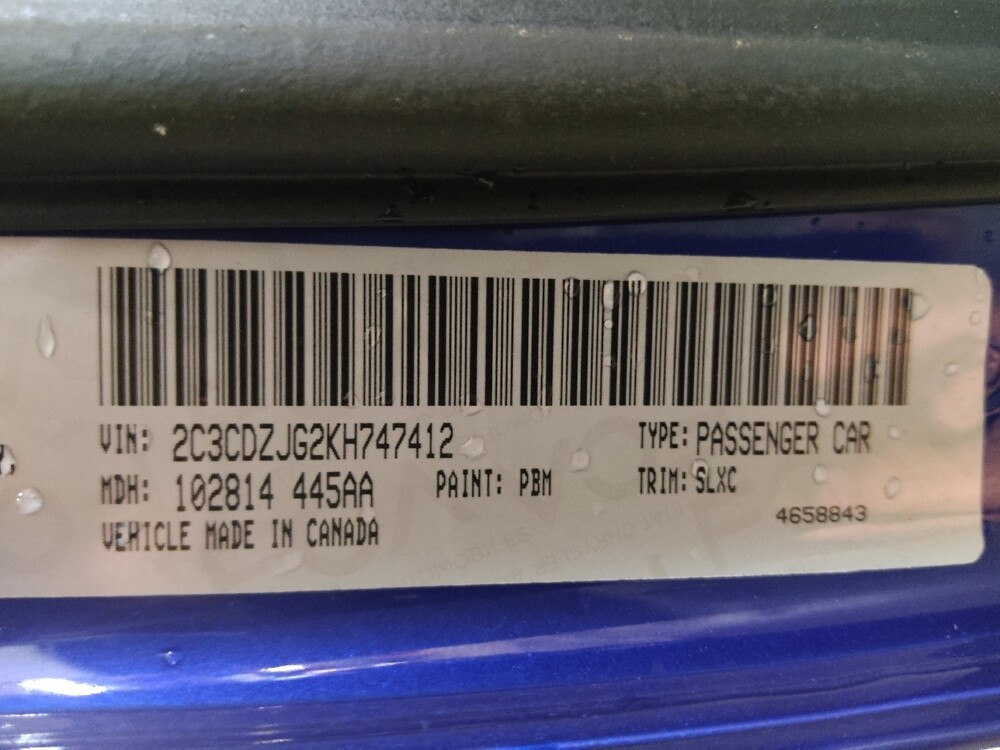 VIN: 2C3CDZJG2KH747412 TYPE: PASSENGER CAR
MDH: 102814 445AA PAINT: PBM TRIM: SLXC
VEHICLE MADE IN CANADA 4658843